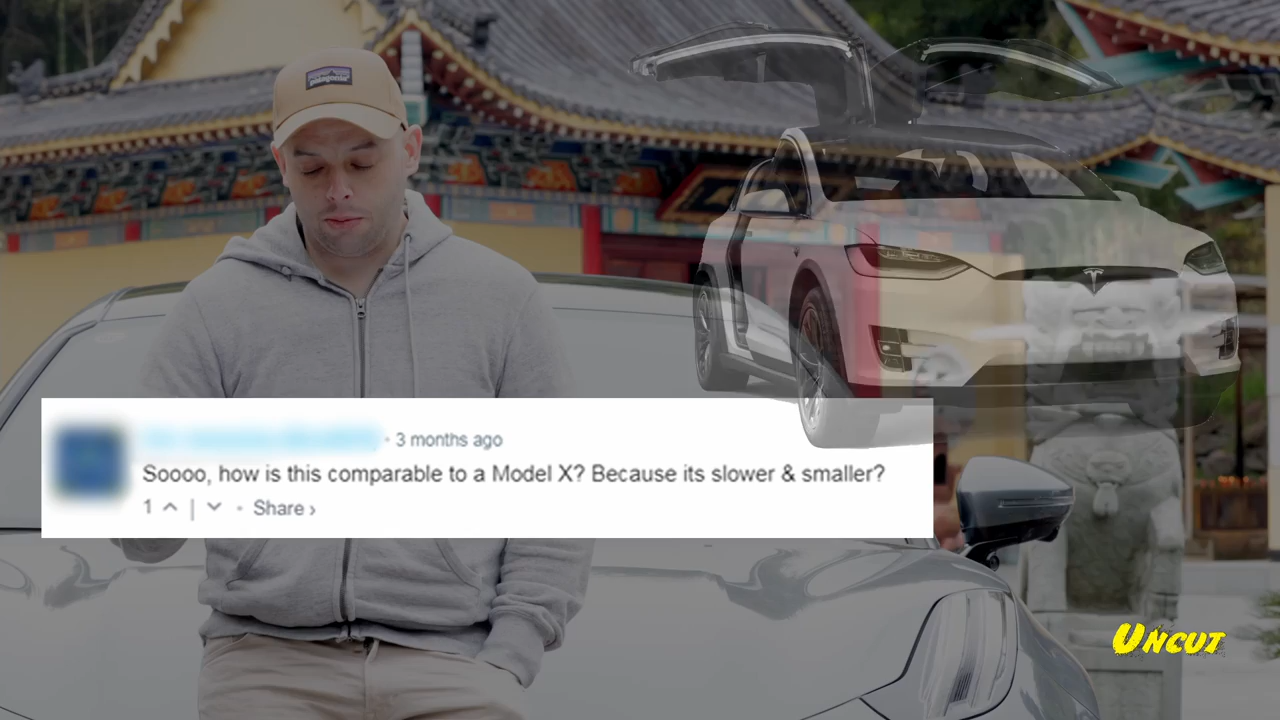 patagonia
3 months ago
Soooo, how is this comparable to a Model X? Because its slower & smaller?
1
Share ›
UNCUT